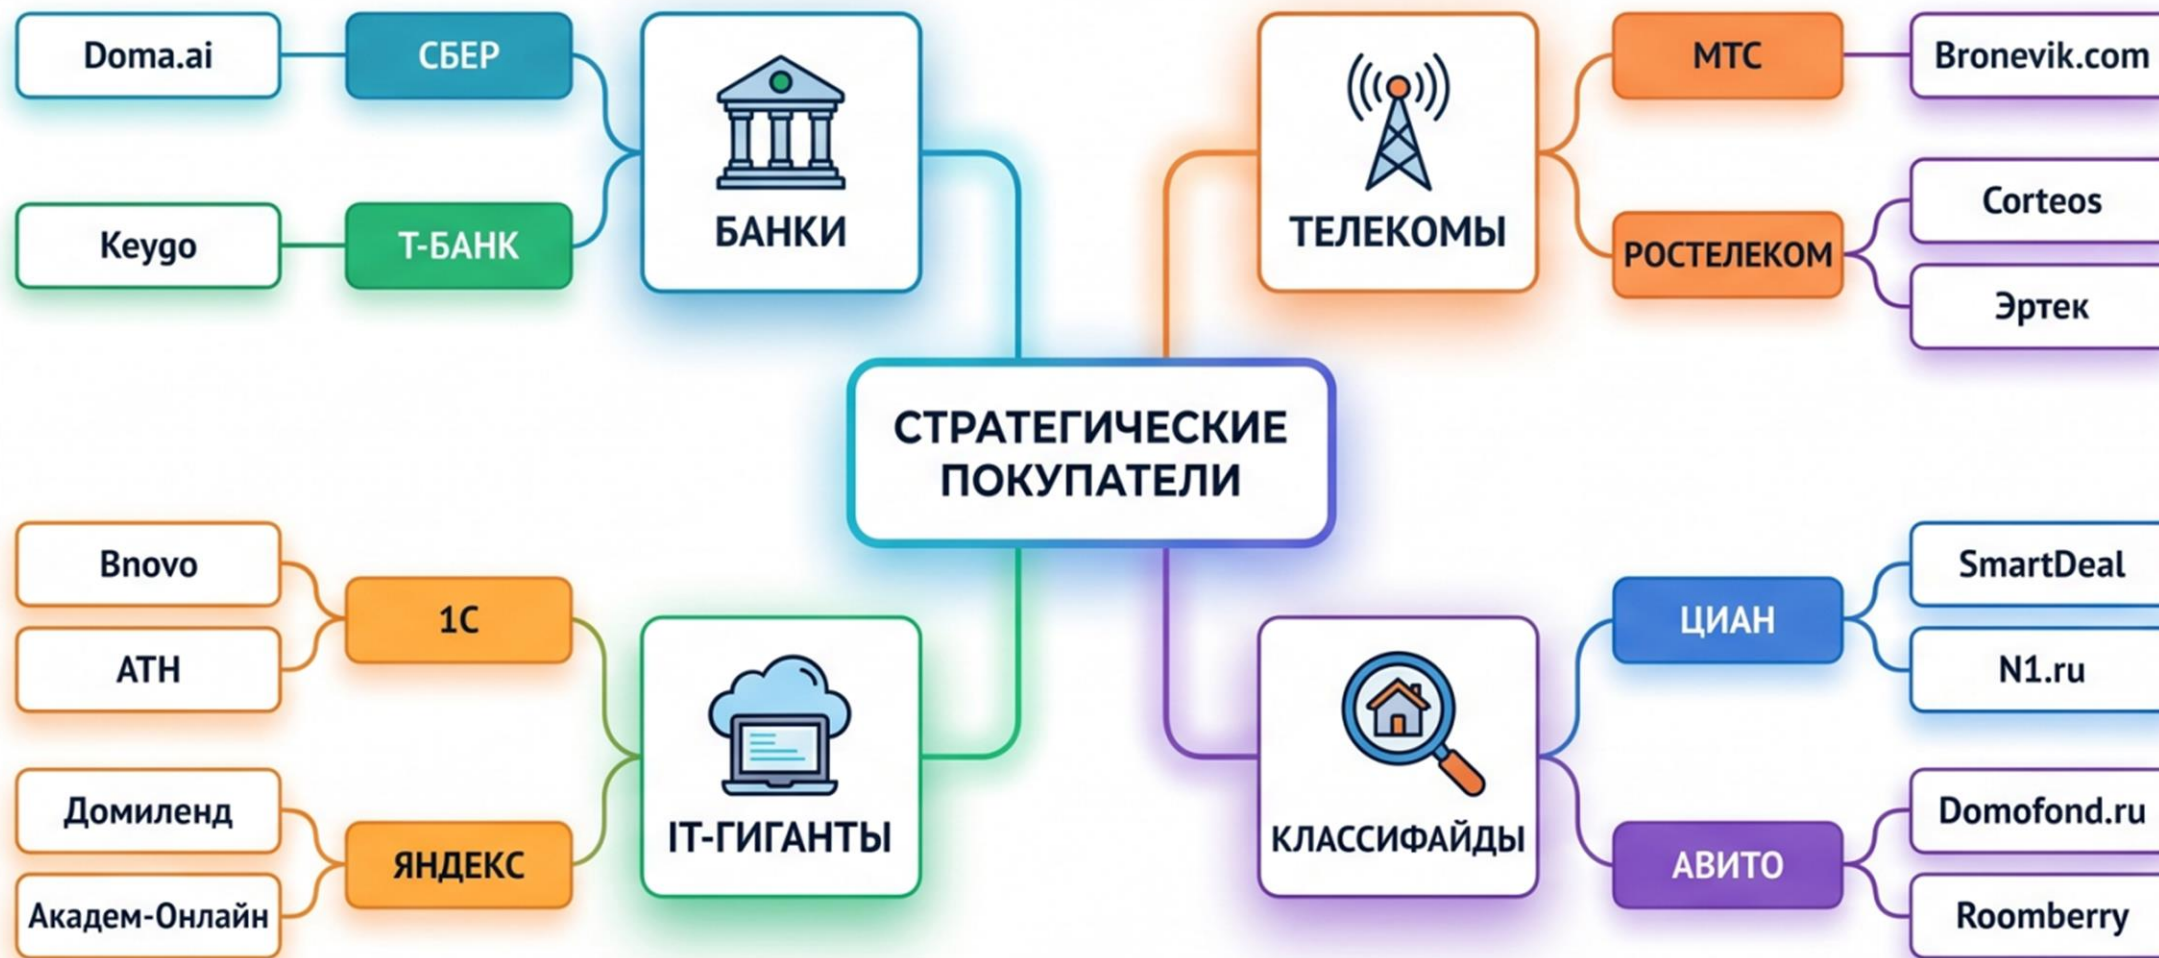 Doma.ai
СБЕР
БАНКИ
Keygo
Т-БАНК
ТЕЛЕКОМЫ
МТС
Bronevik.com
РОСТЕЛЕКОМ
Corteos
Эртек
СТРАТЕГИЧЕСКИЕ
ПОКУПАТЕЛИ
Bnovo
АТН
1С
Домиленд
Академ-Онлайн
ЯНДЕКС
IT-ГИГАНТЫ
КЛАССИФАЙДЫ
ЦИАН
SmartDeal
N1.ru
АВИТО
Domofond.ru
Roomberry